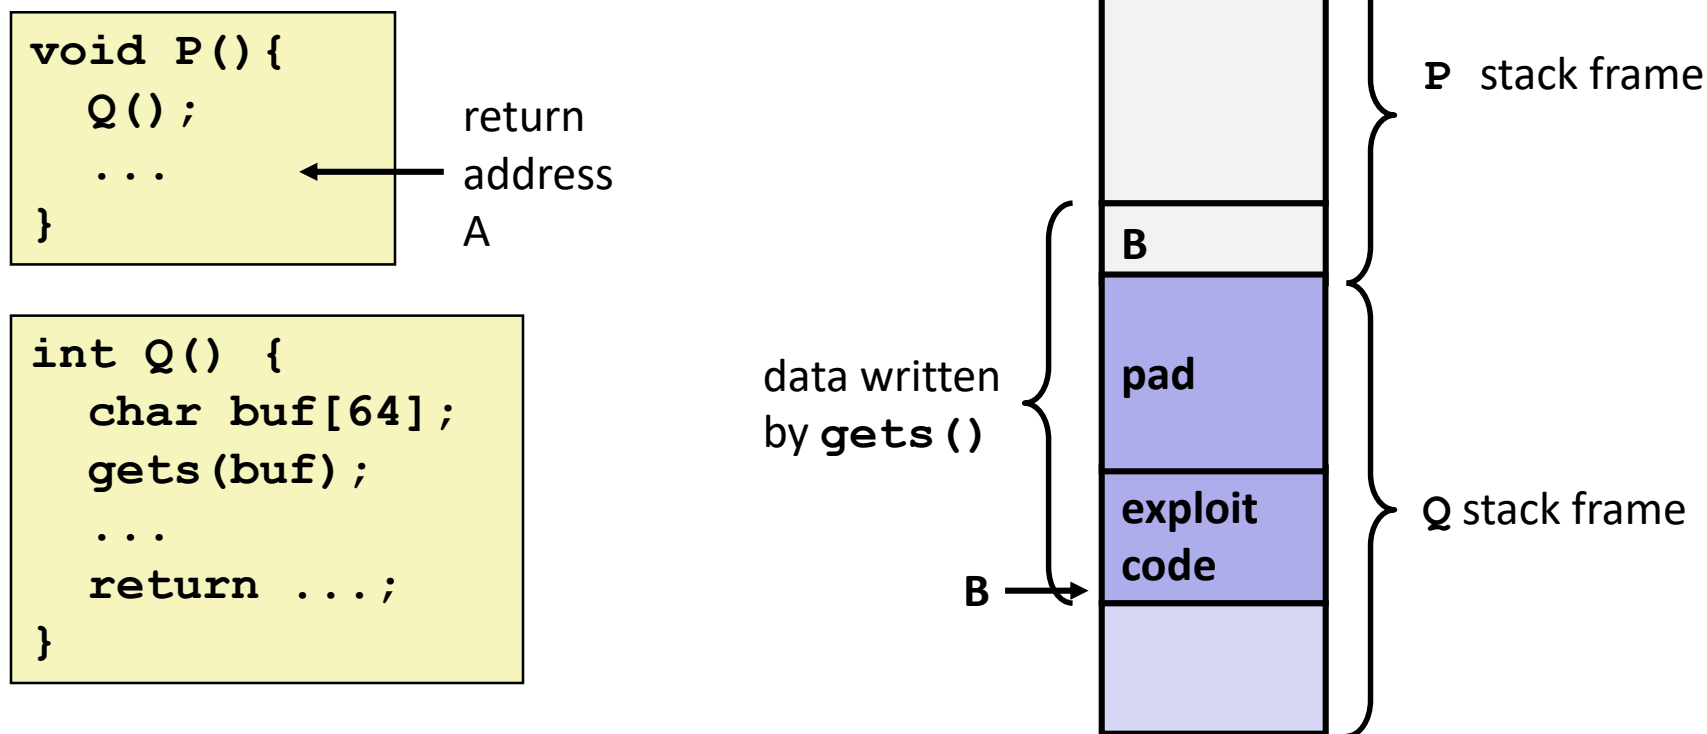 void P(){
Q();
...
}
return
address
A
int Q() {
char buf[64];
gets(buf);
...
return ...;
}
data written
by gets()
B
B
pad
exploit
code
P stack frame
Q stack frame